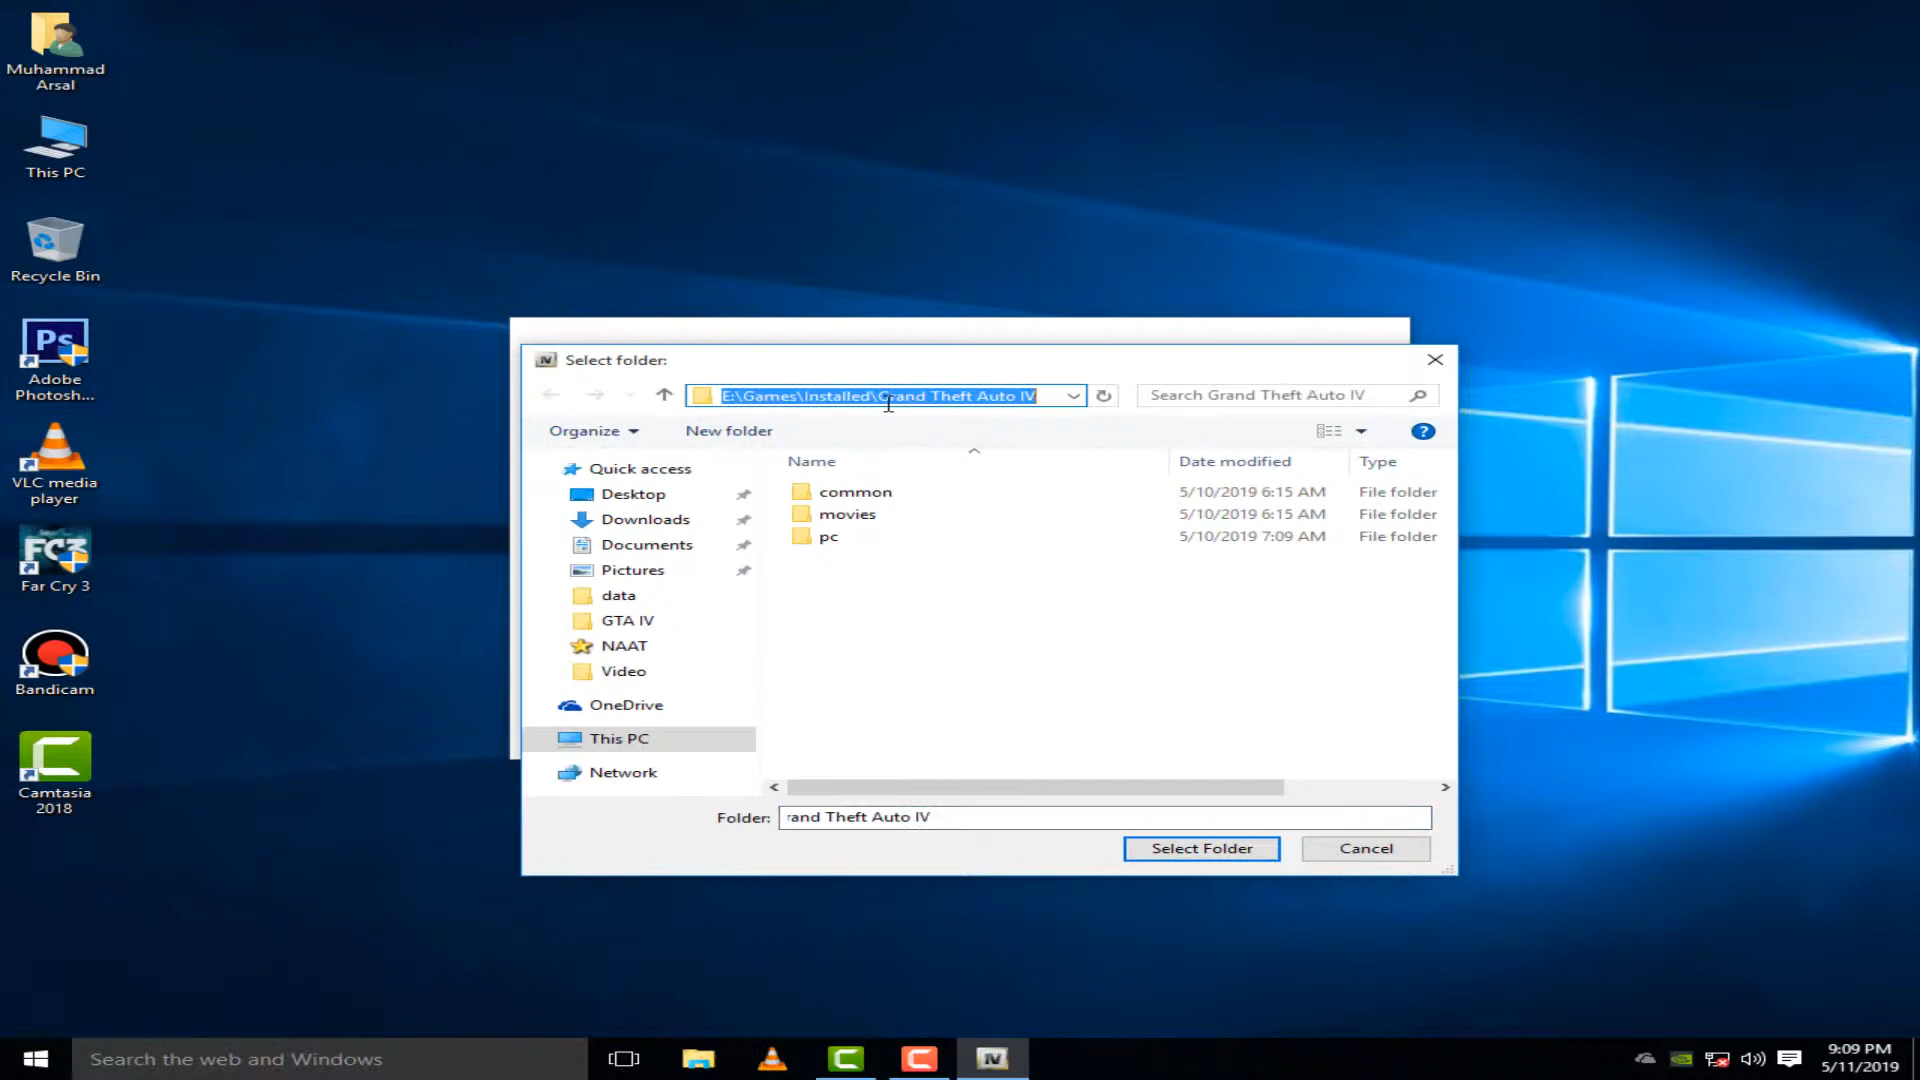 Muhammad
Arsal
This PC
Recycle Bin
Ps
Adobe
Photosh...
VLC media
player
FC3
Far Cry 3
Bandicam
Camtasia
2018
IV
Select folder:
E:\Games\Installed\Grand Theft Auto IV
Search Grand Theft Auto IV
Organize
New folder
?
Name
Date modified
Type
Quick access
Desktop
Downloads
Documents
Pictures
data
GTA IV
NAAT
Video
OneDrive
This PC
Network
common
5/10/2019 6:15 AM
File folder
movies
5/10/2019 6:15 AM
File folder
pc
5/10/2019 7:09 AM
File folder
Folder:
rand Theft Auto IV
Select Folder
Cancel
Search the web and Windows
IV
9:09 PM
5/11/2019